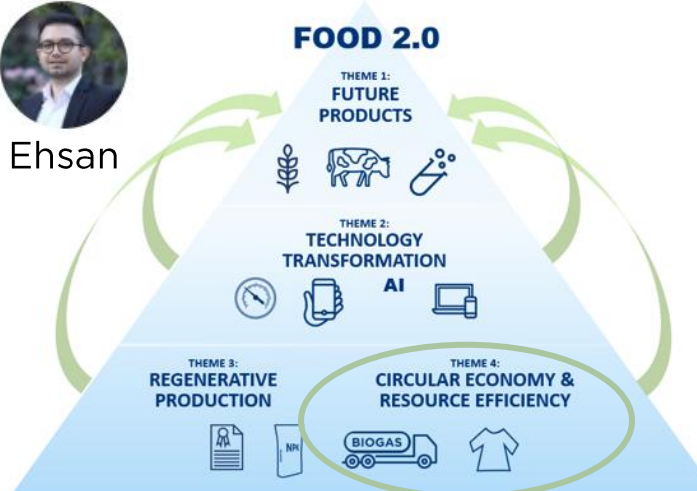 FOOD 2.0
Ehsan
THEME 1:
FUTURE
PRODUCTS
THEME 2:
TECHNOLOGY
TRANSFORMATION
AI
THEME 3:
REGENERATIVE
PRODUCTION
NPK
THEME 4:
CIRCULAR ECONOMY &
RESOURCE EFFICIENCY
BIOGAS